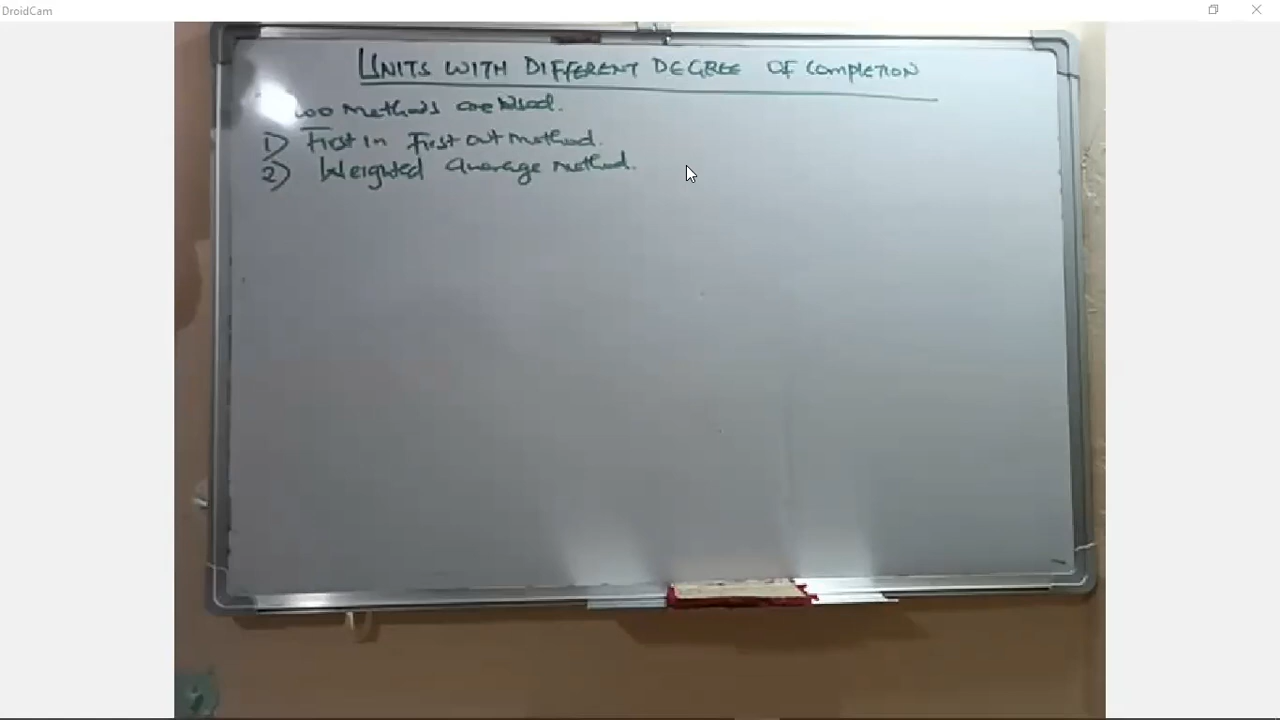 DroidCam
UNITS WITH DIFFERENT DEGREE OF COMPLETION
methods are used.
1) First in First out method.
2) Weighted average method.